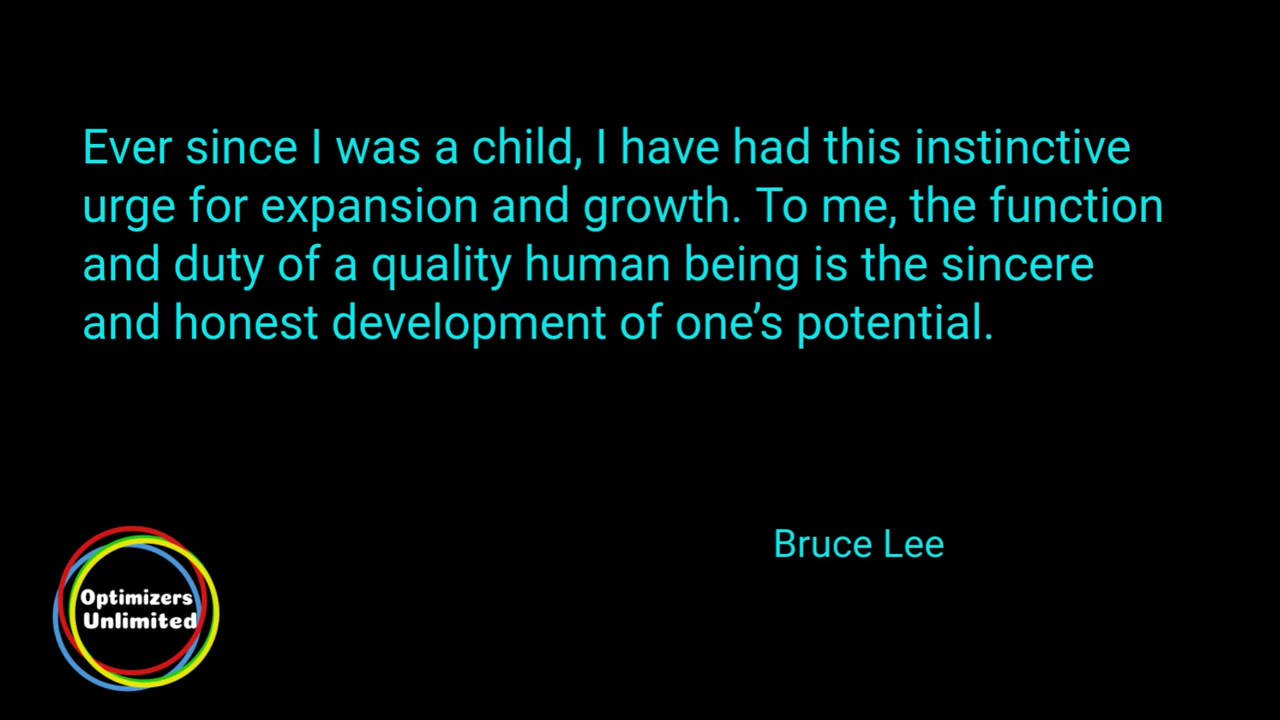 Ever since I was a child, I have had this instinctive
urge for expansion and growth. To me, the function
and duty of a quality human being is the sincere
and honest development of one’s potential.
Bruce Lee
Optimizers
Unlimited